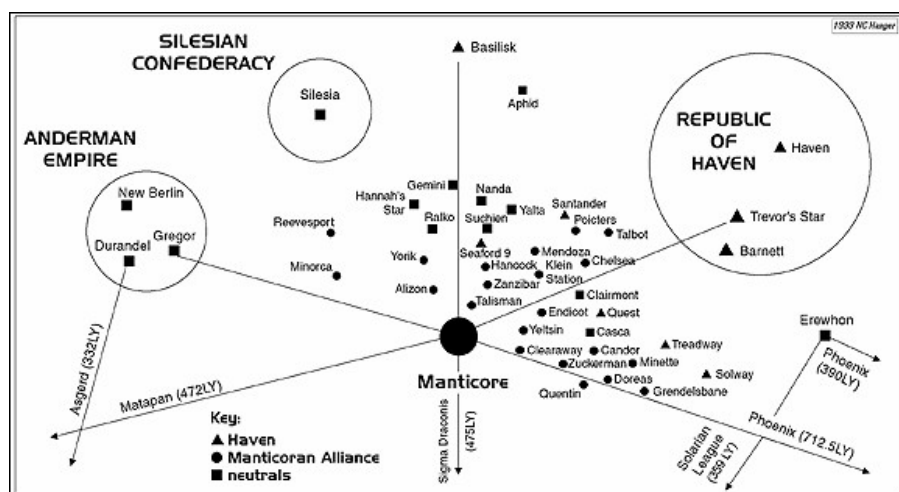 1999 NC Hanger
SILESIAN
CONFEDERACY
Basilisk
Silesia
Aphid
REPUBLIC
OF
HAVEN
Haven
ANDERMAN
EMPIRE
New Berlin
Gemini
Nanda
Hannah's
Star
Yalta
Santander
Trevor's Star
Reevesport
Ralko
Suchien
Poicters
Talbot
Durandel
Gregor
Seaford 9
Mendoza
Barnett
Yorik
Hancock
Klein
Station
Chelsea
Minorca
Zanzibar
Alizon
Clairmont
Talisman
Endicot
Quest
Erewhon
Yeltsin
Casca
Treadway
Clearaway
Candor
Phoenix
(390LY)
Manticore
Zuckerman
Minette
Solway
Asgerd (332LY)
Doreas
Quentin
Grendelsbane
Matapan (472LY)
Sigma Draconis
(475LY)
Phoenix (712.5LY)
Solarian
League
(359 LY)
Key:
Haven
Manticoran Alliance
neutrals